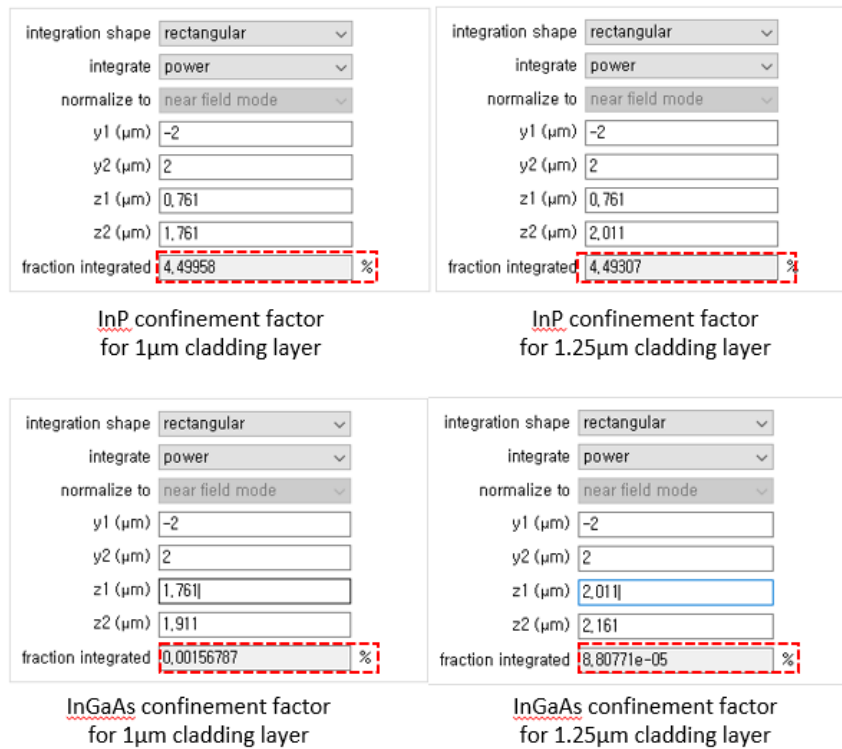 integration shape rectangular
integrate power
normalize to near field mode
y1 (μm) -2
y2 (μm) 2
z1 (μm) 0,761
z2 (μm) 1,761
fraction integrated 4,49958 %
InP confinement factor
for 1μm cladding layer
integration shape rectangular
integrate power
normalize to near field mode
y1 (μm) -2
y2 (μm) 2
z1 (μm) 0,761
z2 (μm) 2,011
fraction integrated 4,49307 %
InP confinement factor
for 1.25μm cladding layer
integration shape rectangular
integrate power
normalize to near field mode
y1 (μm) -2
y2 (μm) 2
z1 (μm) 1,761
z2 (μm) 1,911
fraction integrated 0,00156787 %
InGaAs confinement factor
for 1μm cladding layer
integration shape rectangular
integrate power
normalize to near field mode
y1 (μm) -2
y2 (μm) 2
z1 (μm) 2,011
z2 (μm) 2,161
fraction integrated 8,80771e-05 %
InGaAs confinement factor
for 1.25μm cladding layer